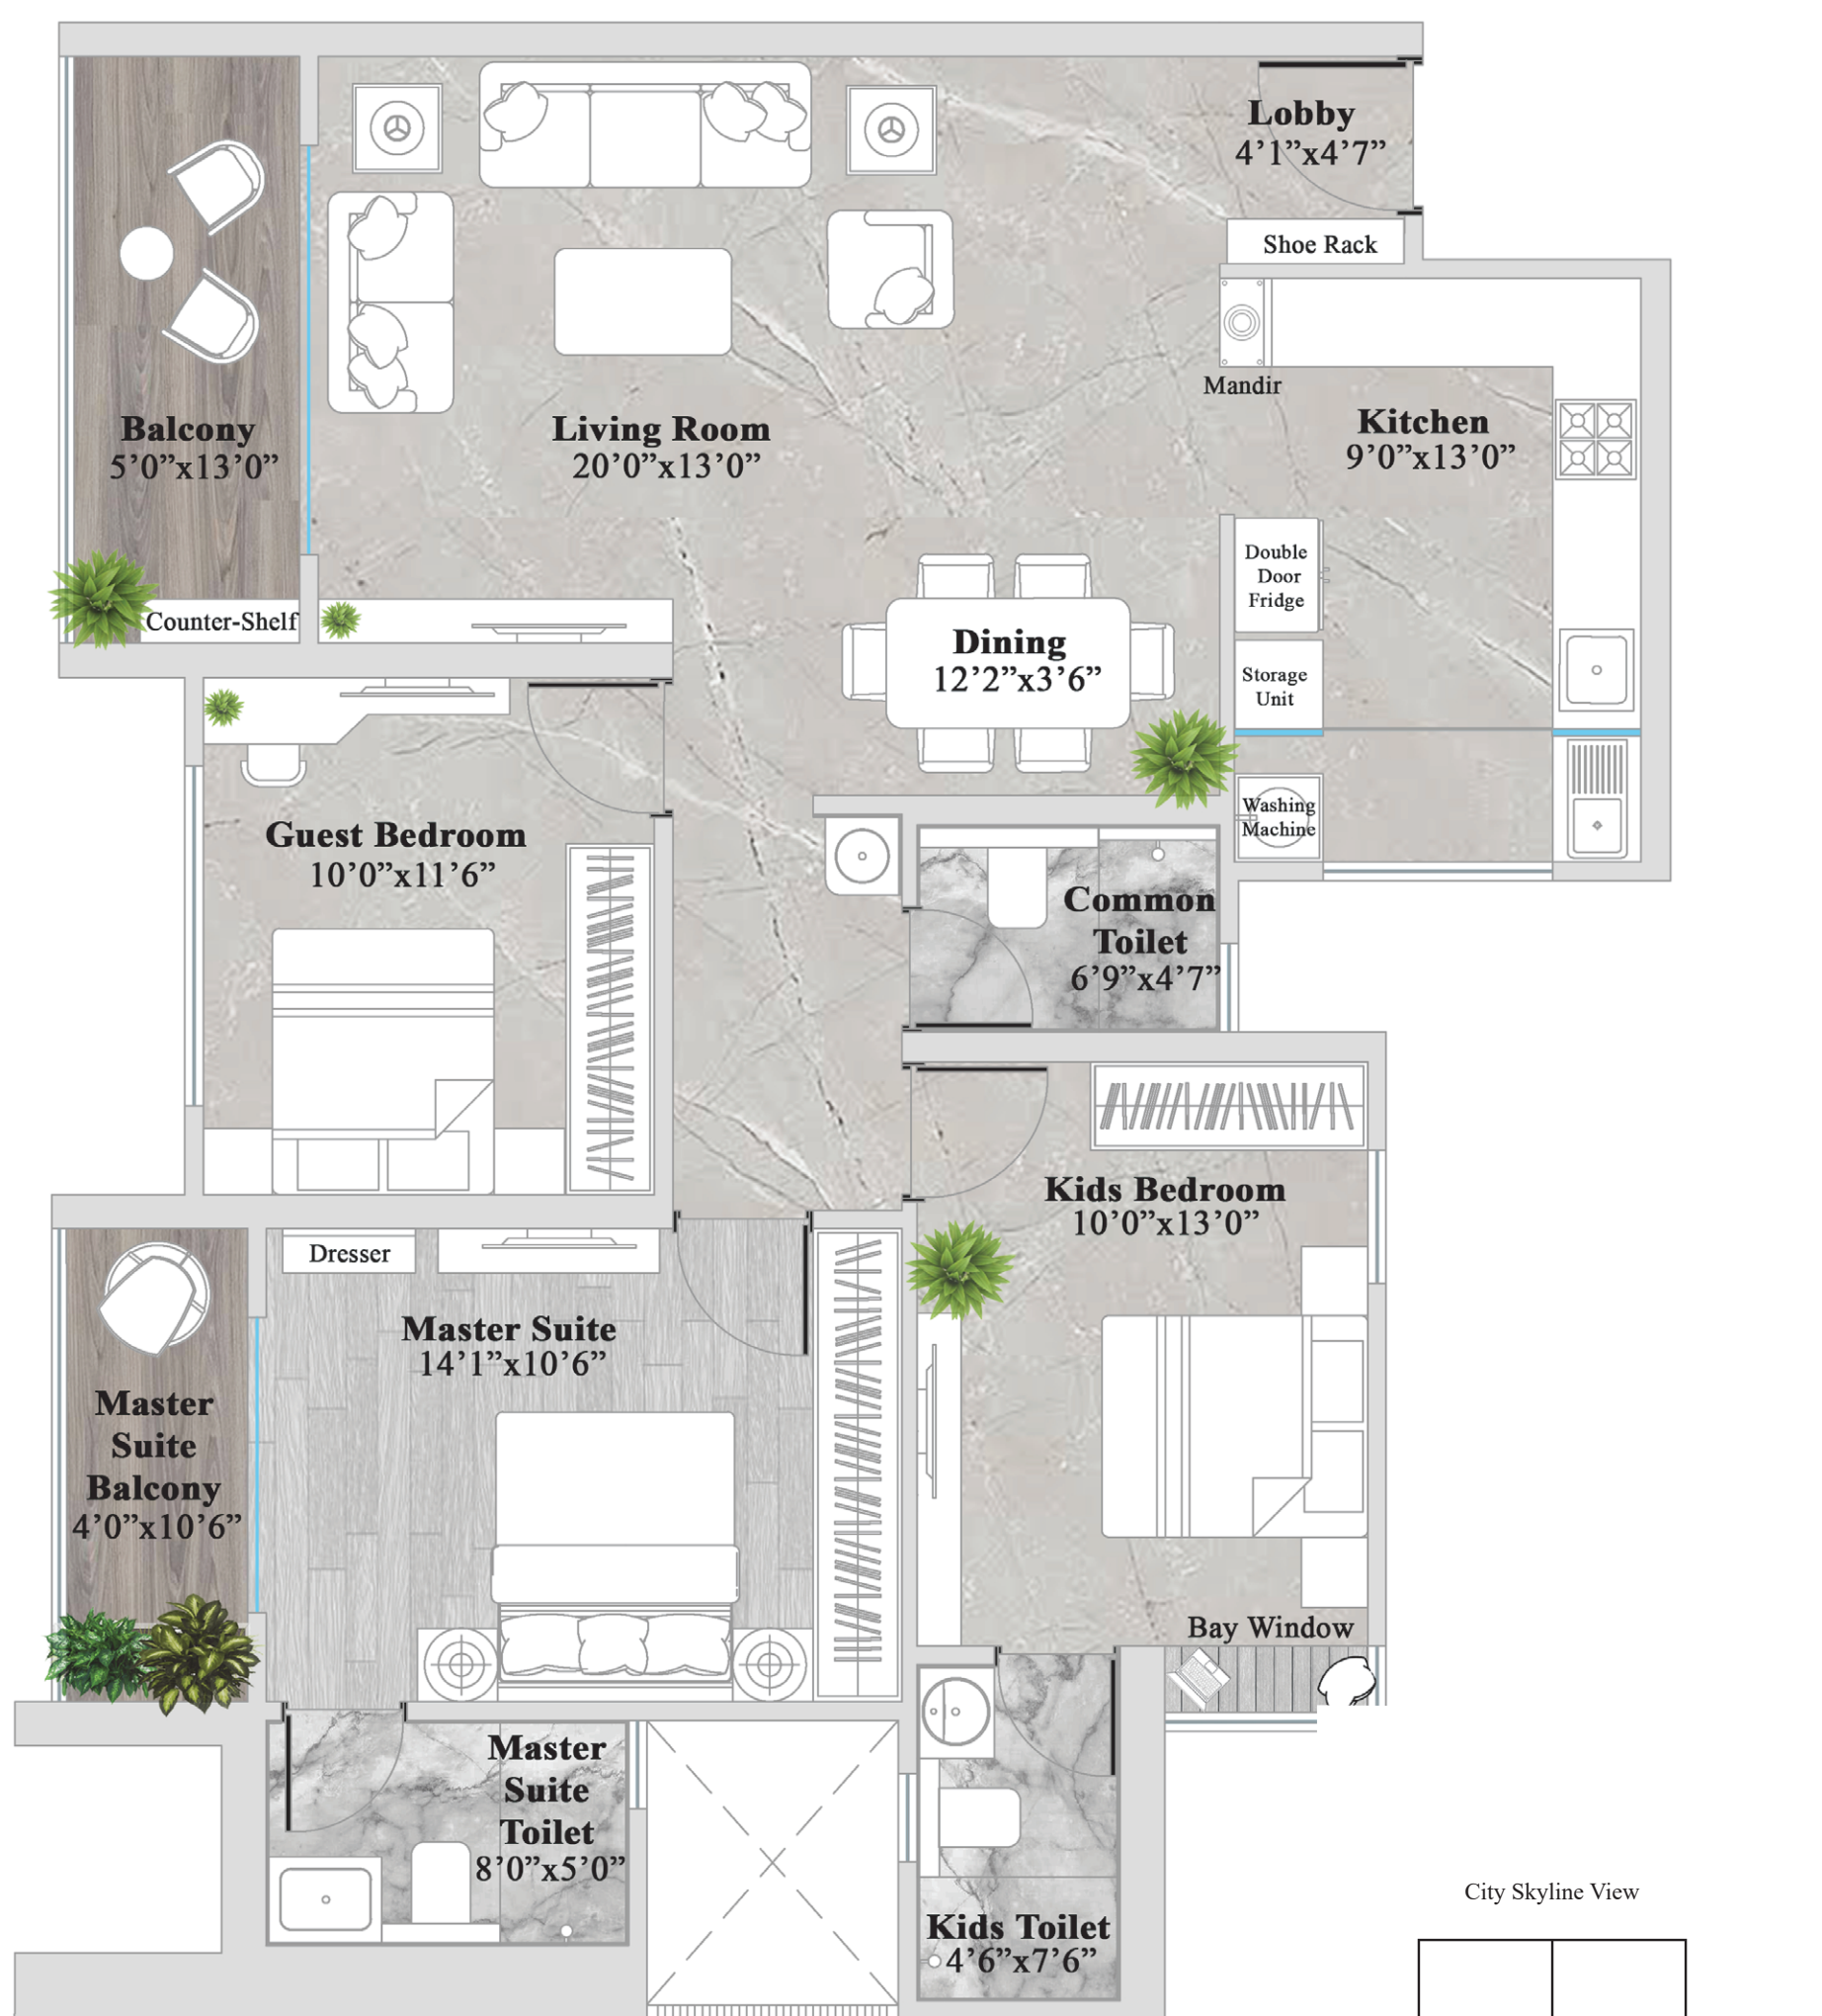 Lobby
4’1”x4’7”
Shoe Rack
Mandir
Balcony
5’0”x13’0”
Living Room
20’0”x13’0”
Kitchen
9’0”x13’0”
Double
Door
Fridge
Counter-Shelf
Dining
12’2”x3’6”
Storage
Unit
Washing
Machine
Guest Bedroom
10’0”x11’6”
Common
Toilet
6’9”x4’7”
Kids Bedroom
10’0”x13’0”
Dresser
Master Suite
14’1”x10’6”
Master
Suite
Balcony
4’0”x10’6”
Bay Window
Master
Suite
Toilet
8’0”x5’0”
Kids Toilet
4’6”x7’6”
City Skyline View